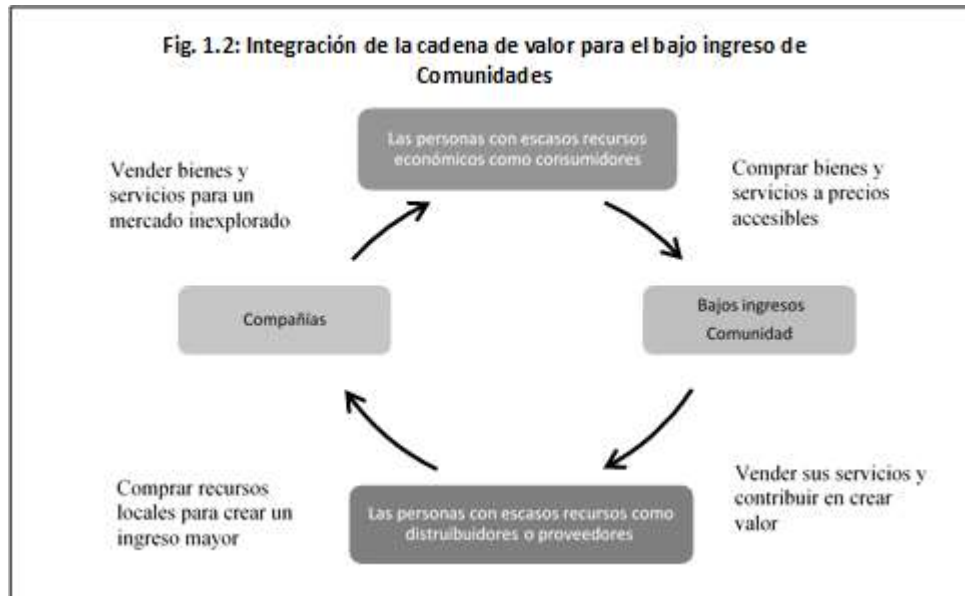 Fig. 1.2: Integración de la cadena de valor para el bajo ingreso de
Comunidades
Las personas con escasos recursos
económicos como consumidores
Vender bienes y
servicios para un
mercado inexplorado
Comprar bienes y
servicios a precios
accesibles
Compañías
Bajos ingresos
Comunidad
Comprar recursos
locales para crear un
ingreso mayor
Las personas con escasos recursos como
distruibuidores o proveedores
Vender sus servicios y
contribuir en crear
valor